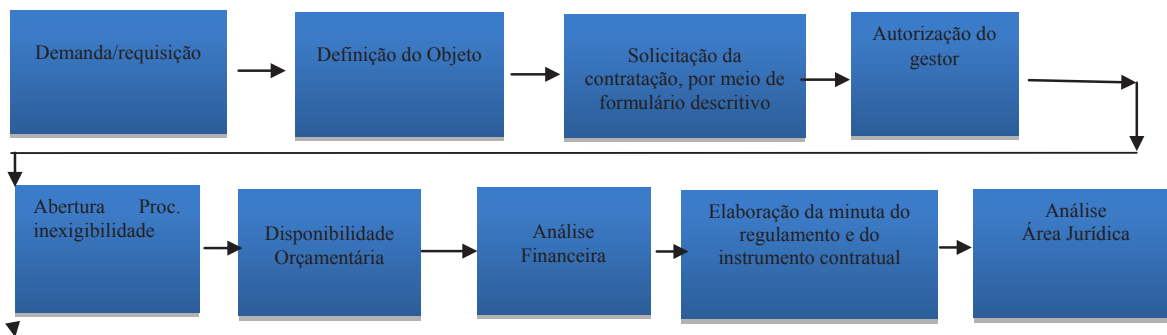 Demanda/requisição
Definição do Objeto
Solicitação da
contratação, por meio de
formulário descritivo
Autorização do
gestor
Abertura Proc.
inexigibilidade
Disponibilidade
Orçamentária
Análise
Financeira
Elaboração da minuta do
regulamento e do
instrumento contratual
Análise
Área Jurídica